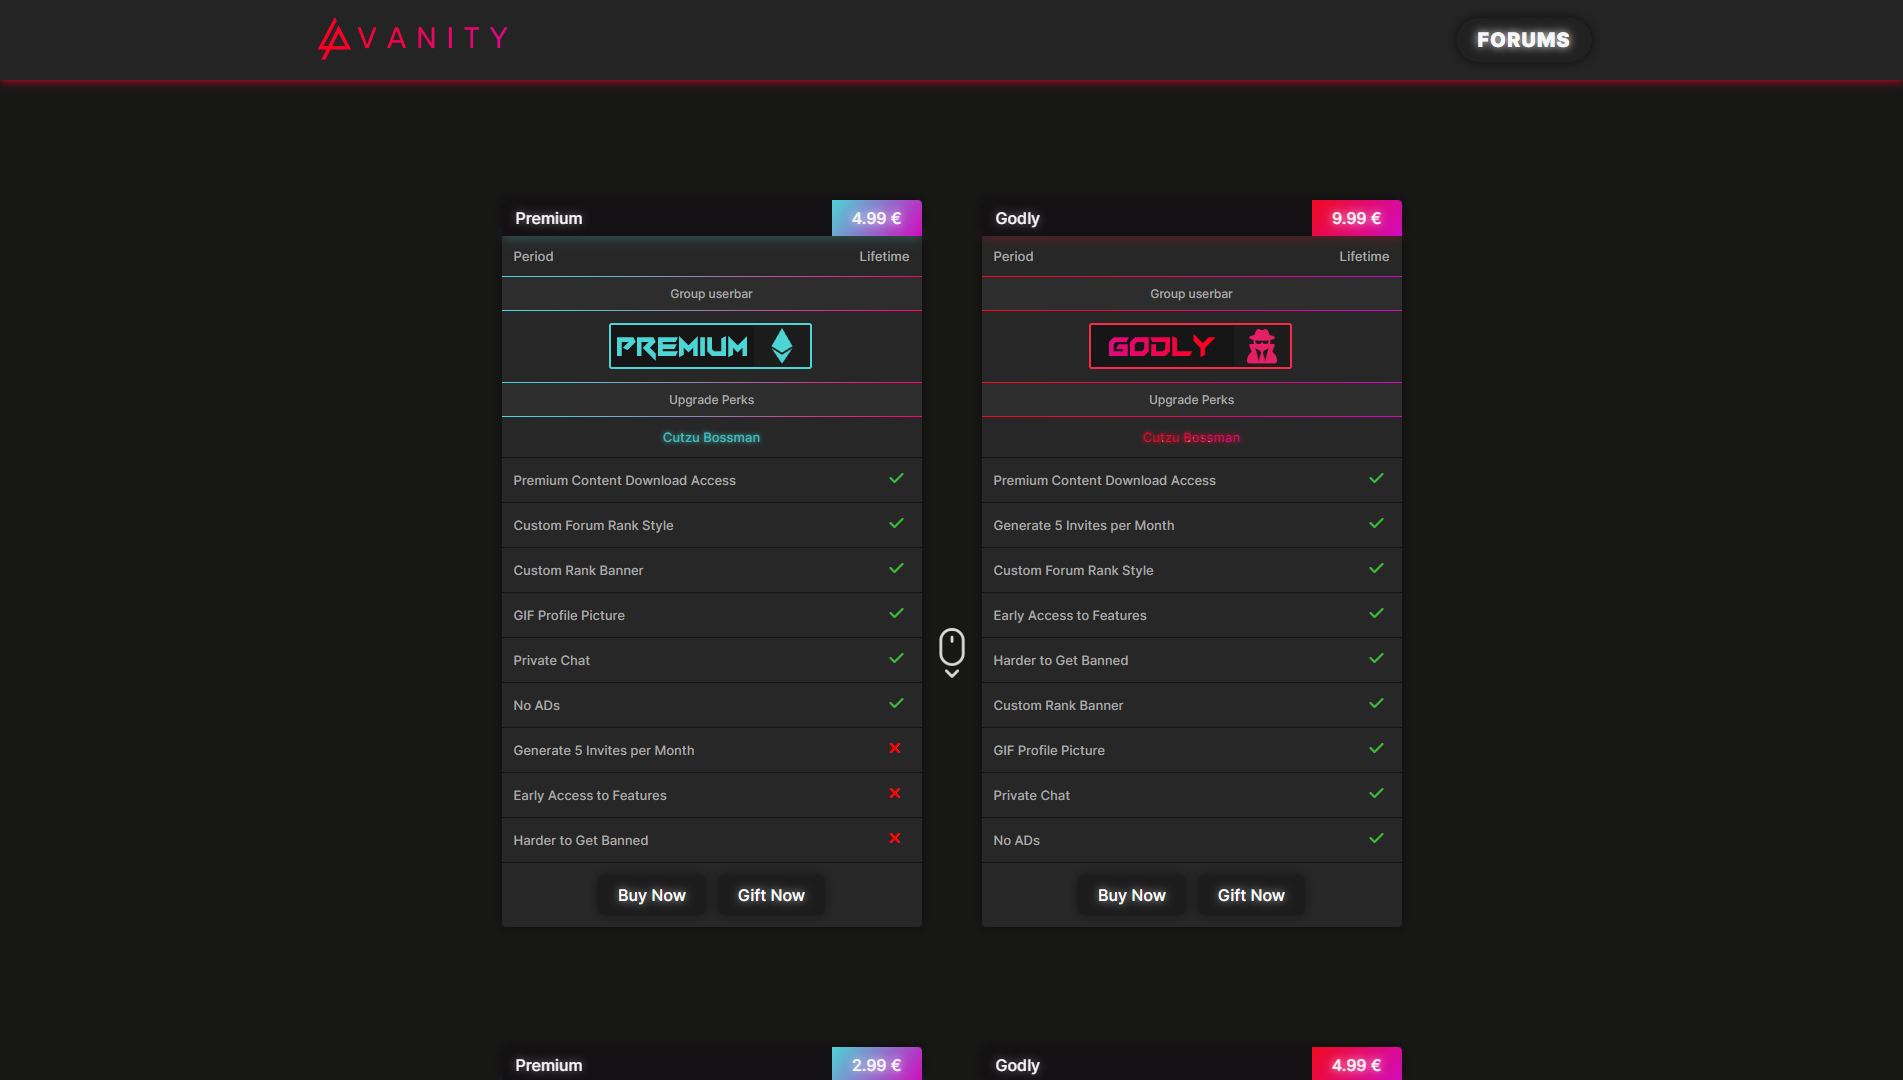 VANITY
FORUMS
Premium
4.99 €
Period
Lifetime
Group userbar
PREMIUM
Upgrade Perks
Cutzu Bossman
Premium Content Download Access
Custom Forum Rank Style
Custom Rank Banner
GIF Profile Picture
Private Chat
No ADs
Generate 5 Invites per Month
Early Access to Features
Harder to Get Banned
Buy Now
Gift Now
Godly
9.99 €
Period
Lifetime
Group userbar
GODLY
Upgrade Perks
Cutzu Bossman
Premium Content Download Access
Generate 5 Invites per Month
Custom Forum Rank Style
Early Access to Features
Harder to Get Banned
Custom Rank Banner
GIF Profile Picture
Private Chat
No ADs
Buy Now
Gift Now
Premium
2.99 €
Godly
4.99 €